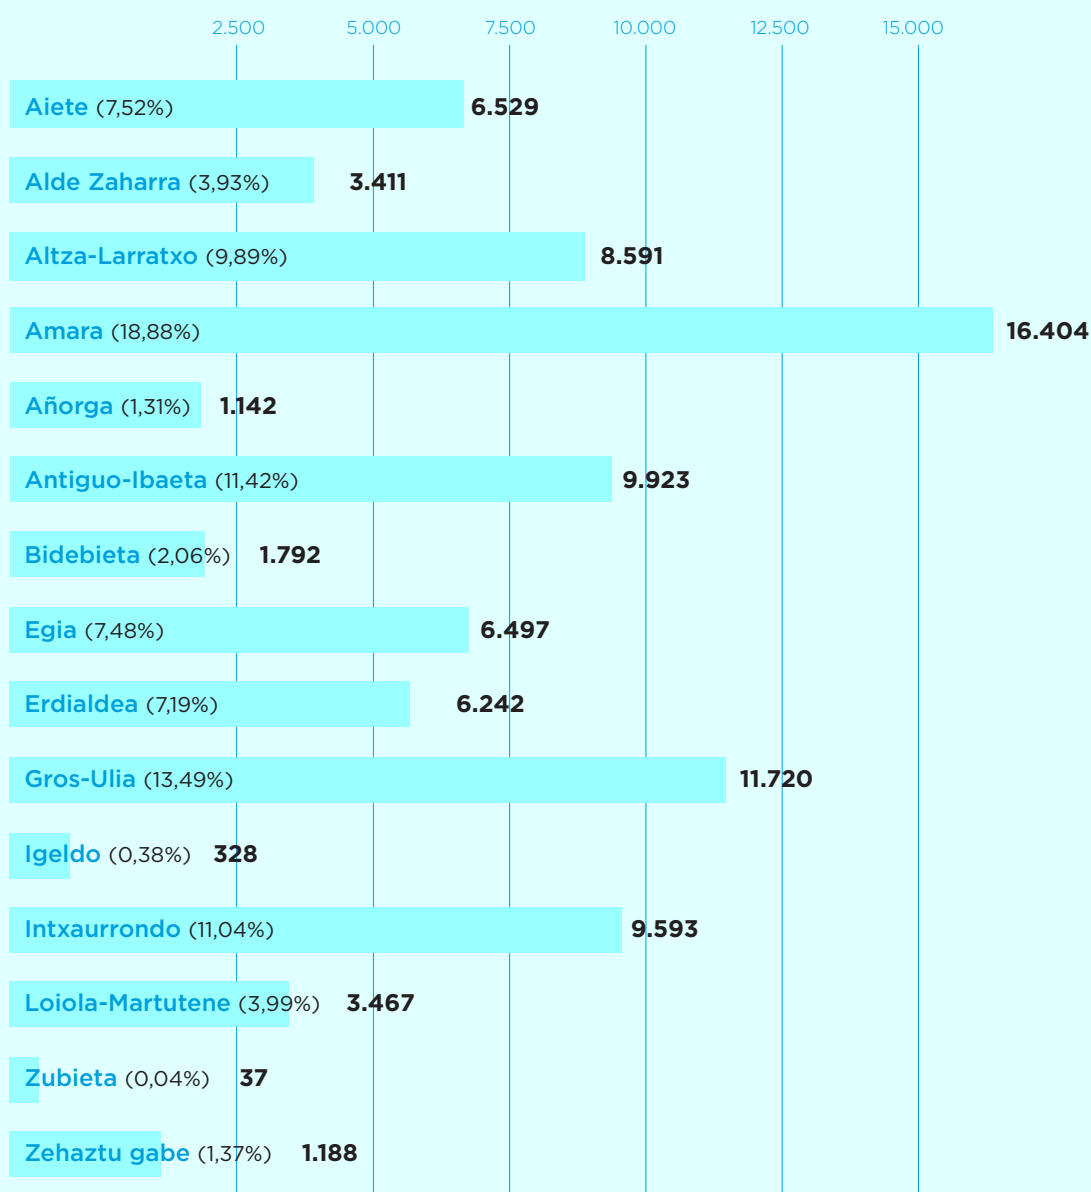 2.500 5.000 7.500 10.000 12.500 15.000
Aiete (7,52%) 6.529
Alde Zaharra (3,93%) 3.411
Altza-Larratxo (9,89%) 8.591
Amara (18,88%) 16.404
Añorga (1,31%) 1.142
Antiguo-Ibaeta (11,42%) 9.923
Bidebieta (2,06%) 1.792
Egia (7,48%) 6.497
Erdialdea (7,19%) 6.242
Gros-Ulia (13,49%) 11.720
Igeldo (0,38%) 328
Intxaurrondo (11,04%) 9.593
Loiola-Martutene (3,99%) 3.467
Zubieta (0,04%) 37
Zehaztu gabe (1,37%) 1.188